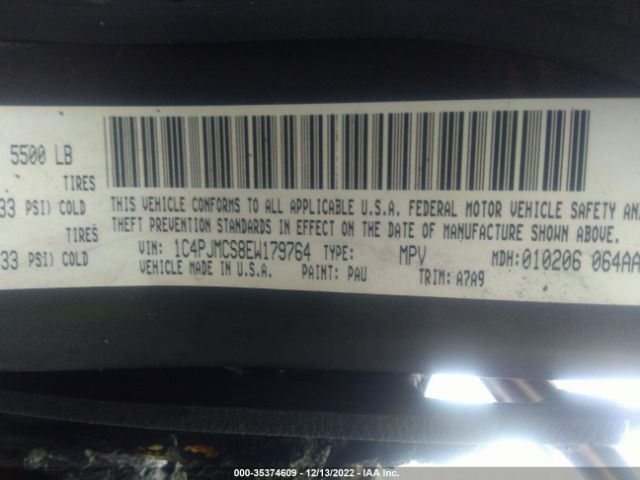 5500 LB
TIRES
33 PSI) COLD
TIRES
33 PSI) COLD
THIS VEHICLE CONFORMS TO ALL APPLICABLE U.S.A. FEDERAL MOTOR VEHICLE SAFETY AN
THEFT PREVENTION STANDARDS IN EFFECT ON THE DATE OF MANUFACTURE SHOWN ABOVE.
VIN: 1C4PJMCS8EW179764 TYPE: MPV MDH: 010206 064AA
VEHICLE MADE IN U.S.A. PAINT: PAU TRIM: A7A9
000-35374609 - 12/13/2022 - IAA Inc.